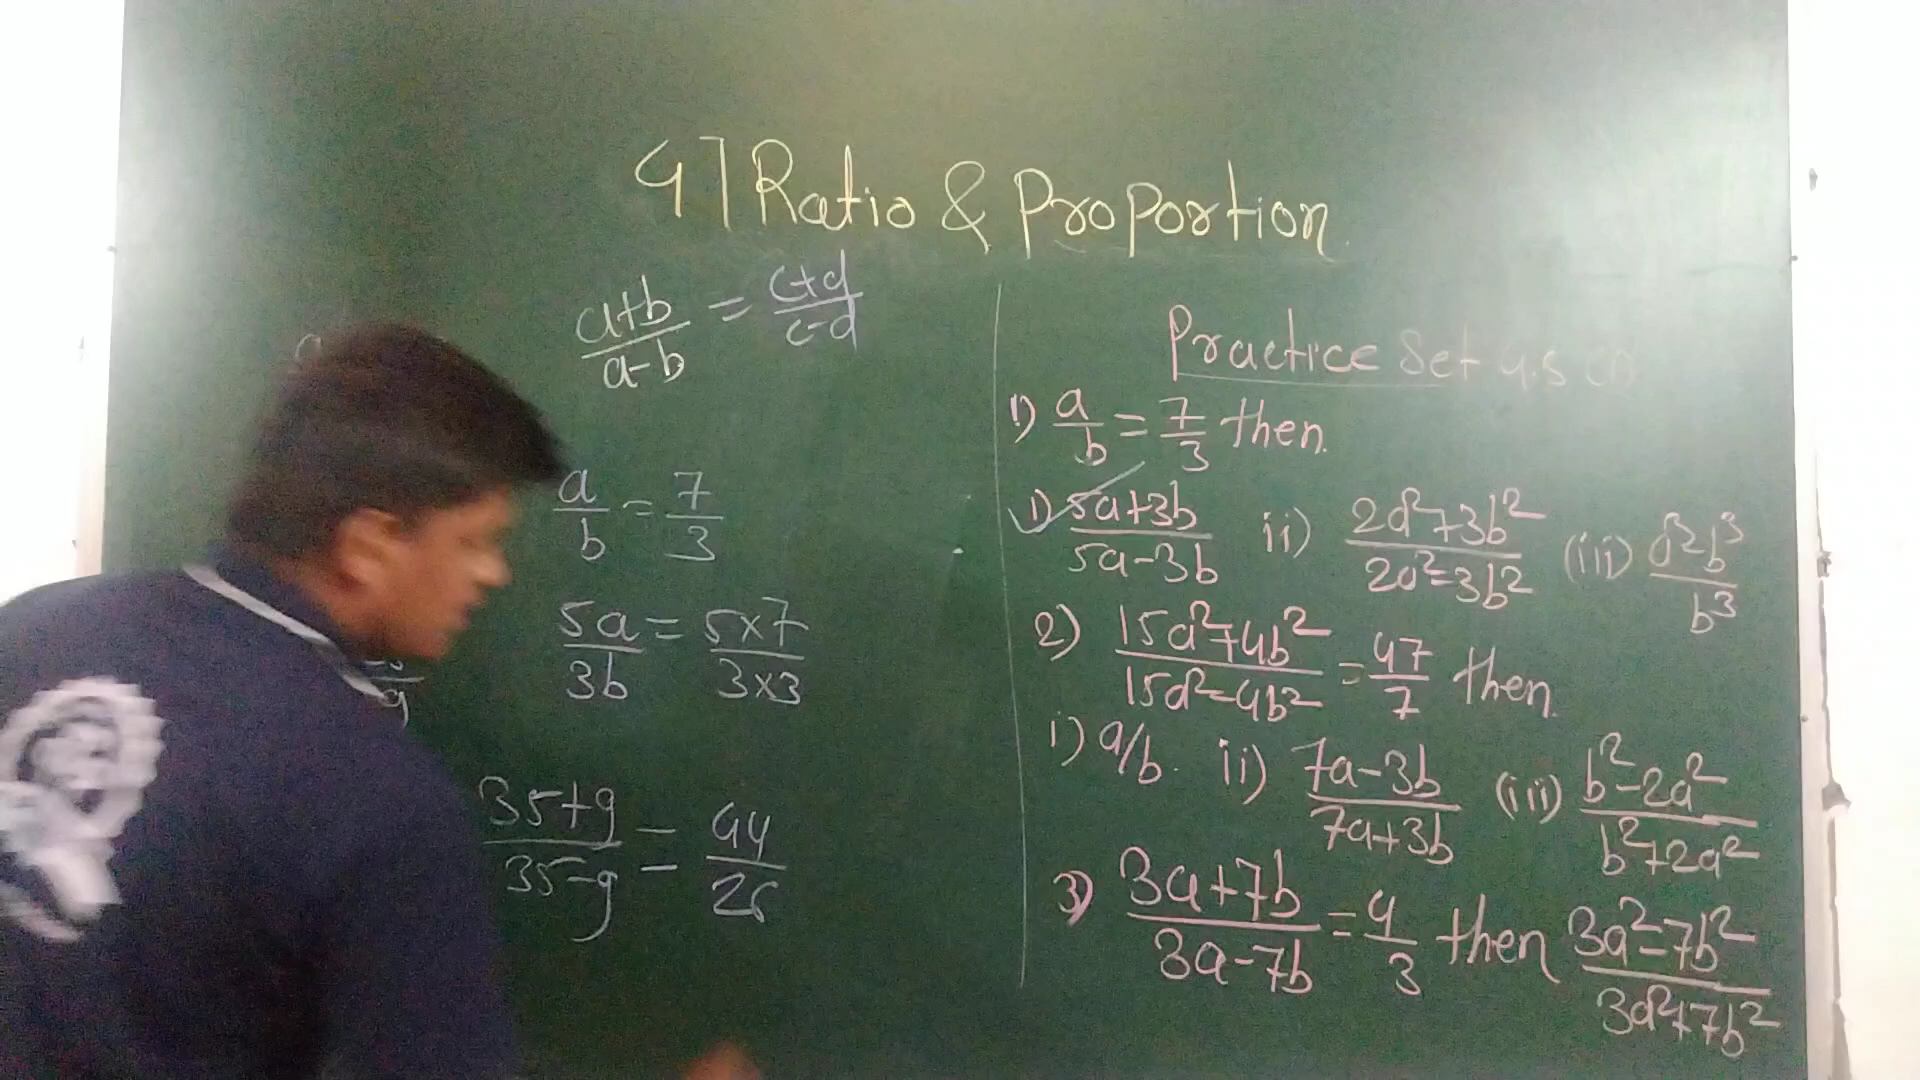 4] Ratio & Proportion.
a+b/a-b = c+d/c-d
a/b = 7/3
5a/3b = 5×7/3×3
35+9/35-9 = 44/26
Practice Set 4.3
1) a/b = 7/3 then.
i) 5a+3b/5a-3b ii) 2a²+3b²/2a²-3b² (iii) b³/b³
2) 15a²+4b²/15a²-4b² = 47/7 then.
i) a/b. ii) 7a-3b/7a+3b (iii) b²-2a²/b²+2a²
3) 3a+7b/3a-7b = 4/3 then 3a²-7b²/3a²+7b²